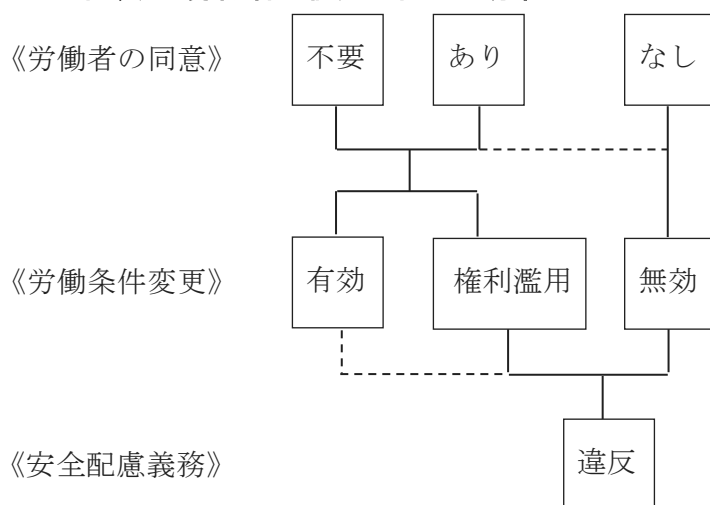 《労働者の同意》 不要 あり なし
《労働条件変更》 有効 権利濫用 無効
《安全配慮義務》 違反